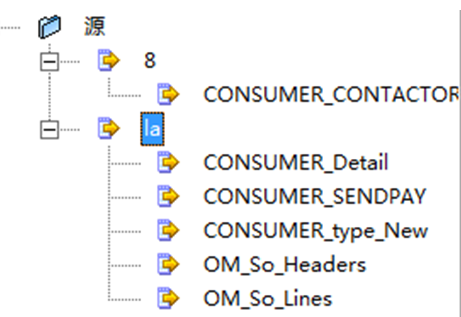 源
8
CONSUMER_CONTACTOR
la
CONSUMER_Detail
CONSUMER_SENDPAY
CONSUMER_type_New
OM_So_Headers
OM_So_Lines